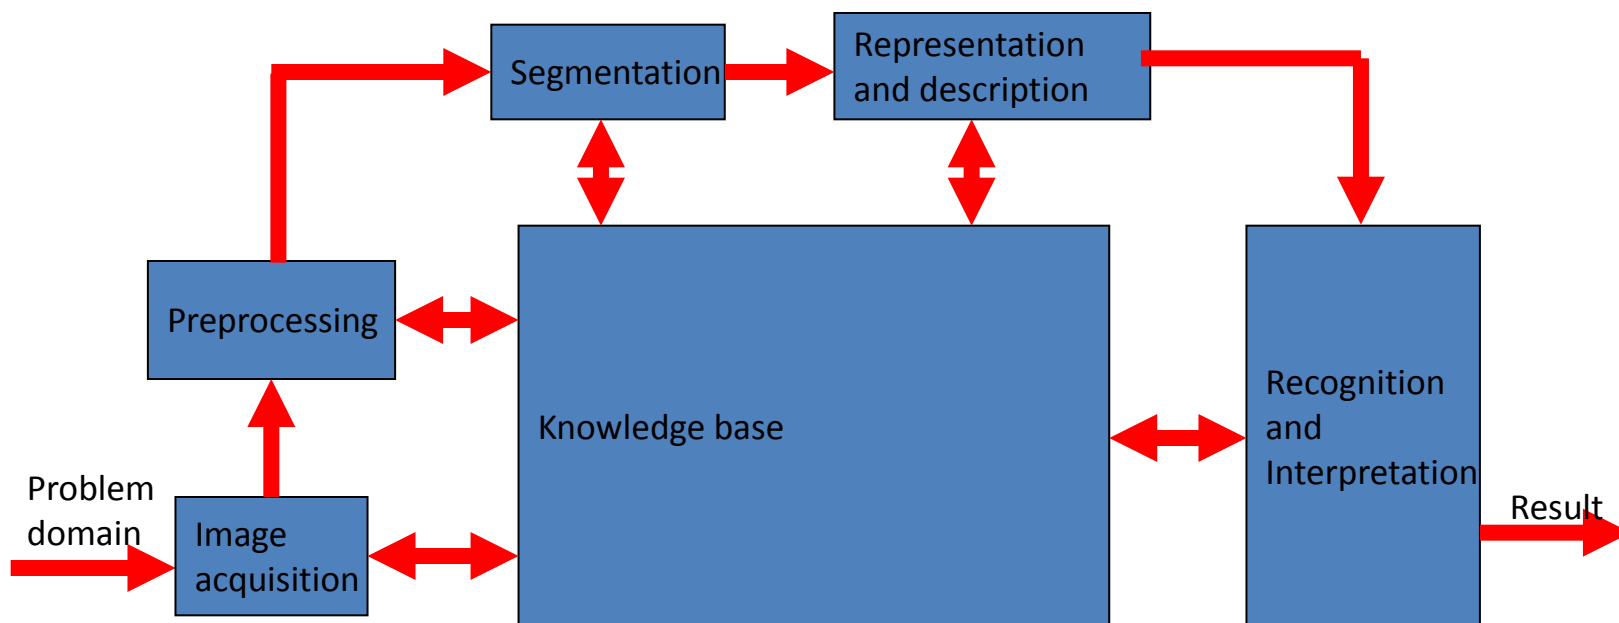 Segmentation
Representation
and description
Preprocessing
Knowledge base
Recognition
and
Interpretation
Problem
domain
Image
acquisition
Result